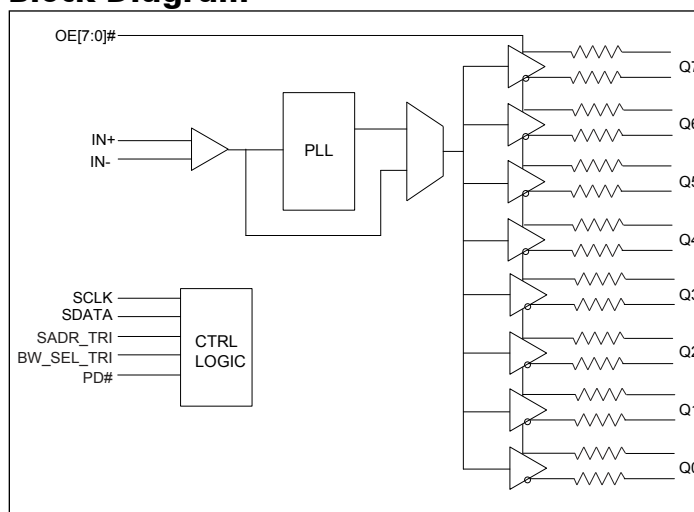 Block Diagram
OE[7:0]#
Q7
Q6
IN+
IN-
PLL
Q5
Q4
SCLK
SDATA
SADR_TRI
BW_SEL_TRI
PD#
CTRL
LOGIC
Q3
Q2
Q1
Q0